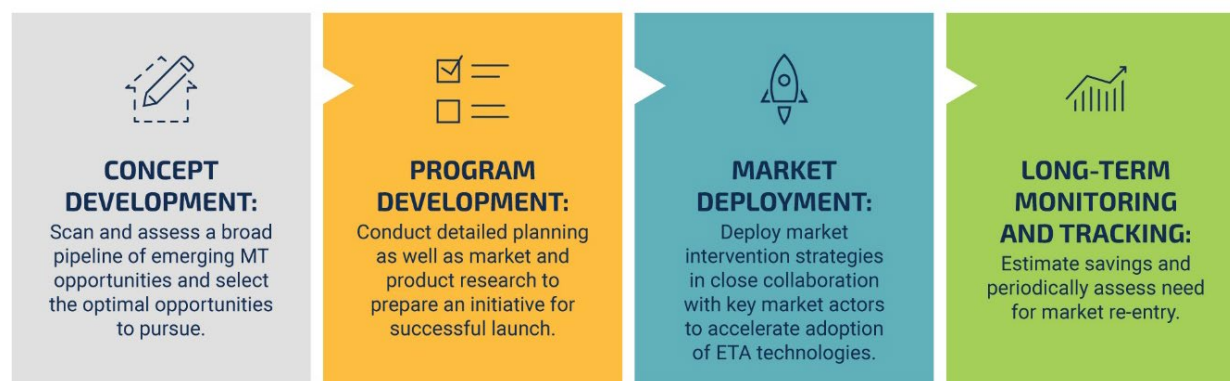 CONCEPT
DEVELOPMENT:
Scan and assess a broad
pipeline of emerging MT
opportunities and select
the optimal opportunities
to pursue.
PROGRAM
DEVELOPMENT:
Conduct detailed planning
as well as market and
product research to
prepare an initiative for
successful launch.
MARKET
DEPLOYMENT:
Deploy market
intervention strategies
in close collaboration
with key market actors
to accelerate adoption
of ETA technologies.
LONG-TERM
MONITORING
AND TRACKING:
Estimate savings and
periodically assess need
for market re-entry.